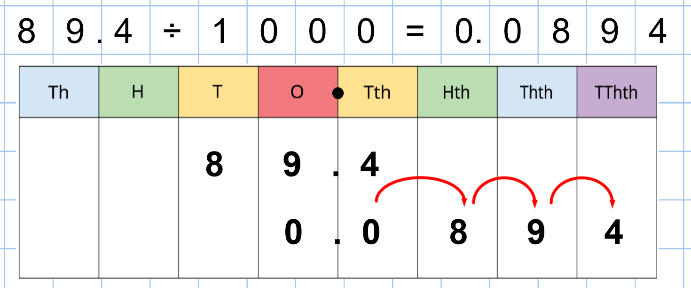 89.4 ÷ 1000 = 0.0894
Th H T O • Tth Hth Thth TThth
8 9 . 4
0 . 0 8 9 4